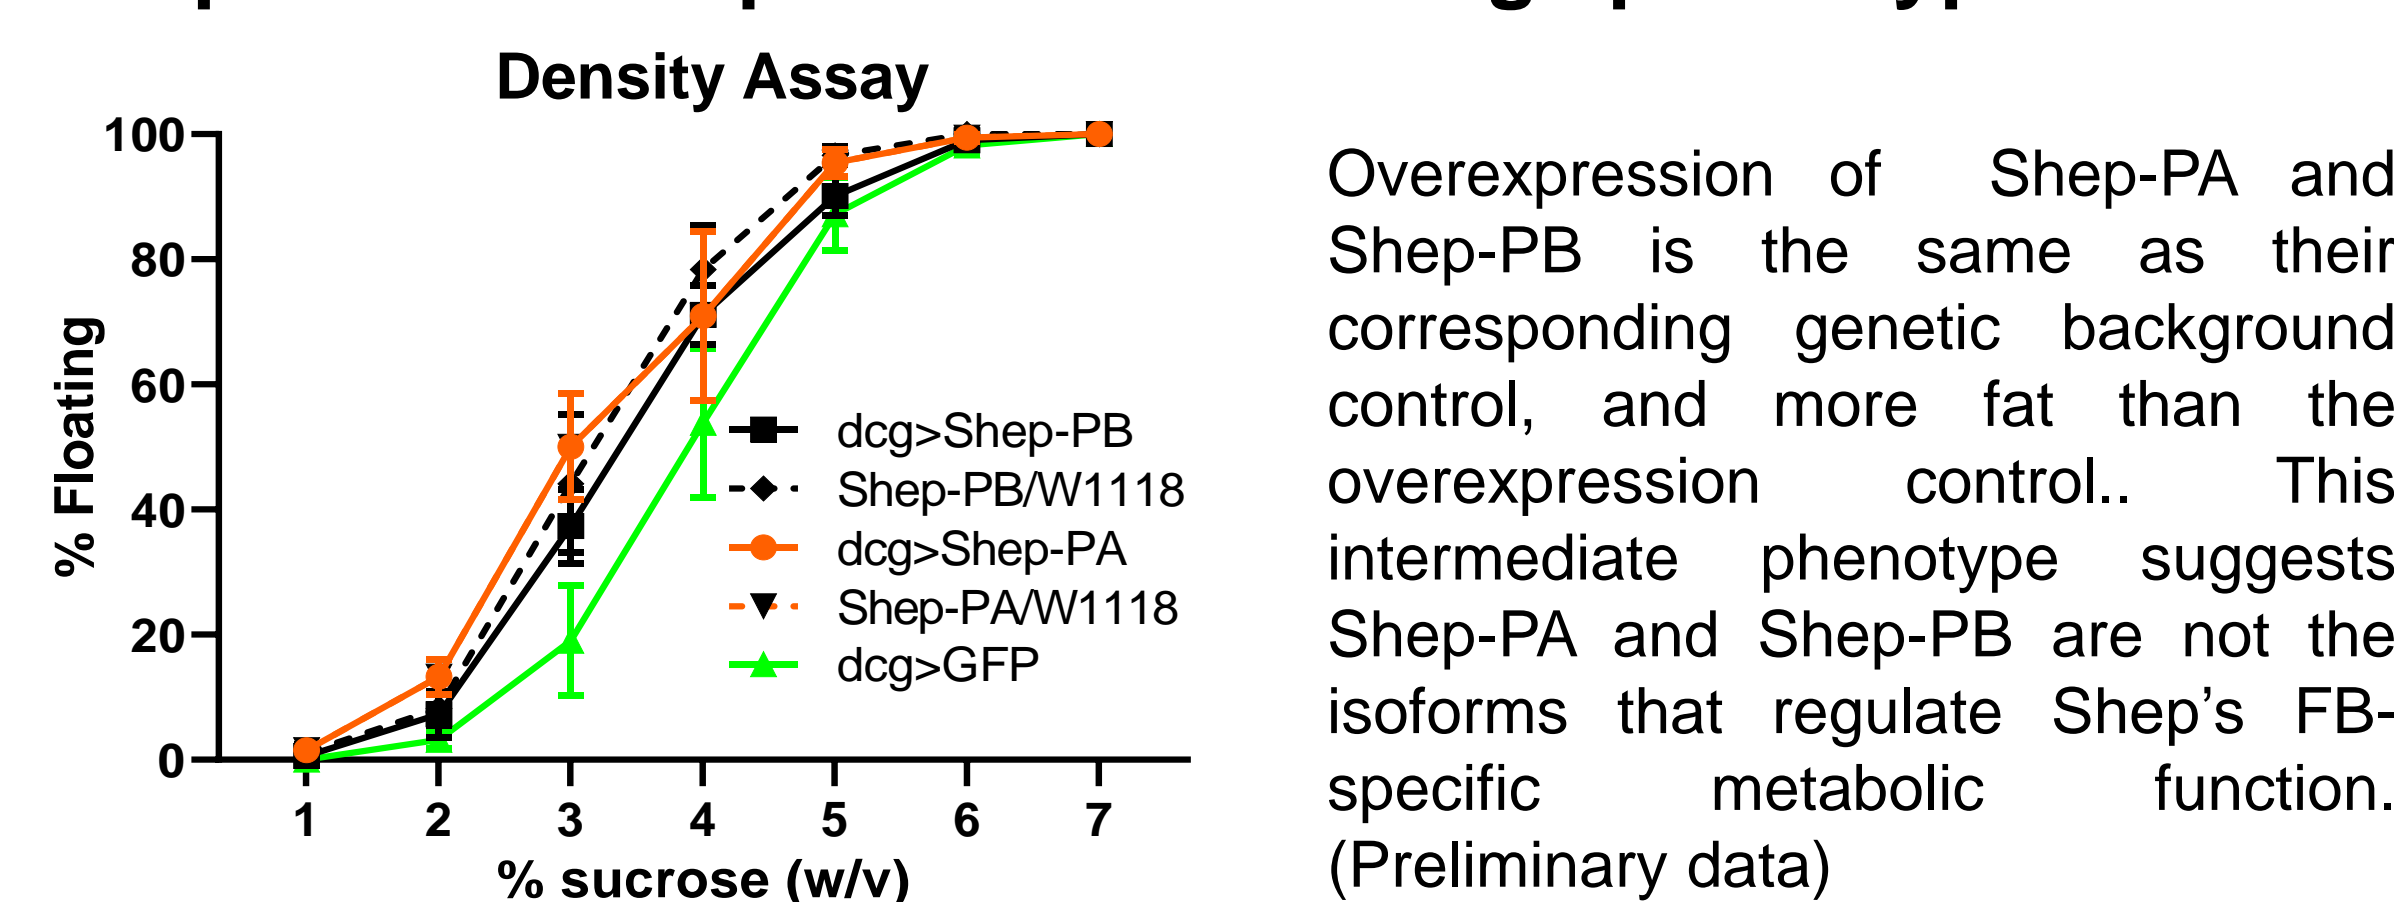 Density Assay
100
80
60
40
20
0
% Floating
1 2 3 4 5 6 7
% sucrose (w/v)
dcg>Shep-PB
Shep-PB/W1118
dcg>Shep-PA
Shep-PA/W1118
dcg>GFP
Overexpression of Shep-PA and
Shep-PB is the same as their
corresponding genetic background
control, and more fat than the
overexpression control.. This
intermediate phenotype suggests
Shep-PA and Shep-PB are not the
isoforms that regulate Shep’s FB-
specific metabolic function.
(Preliminary data)